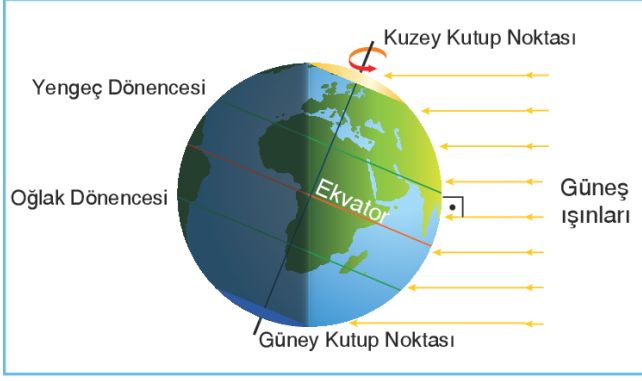 Kuzey Kutup Noktası
Yengeç Dönencesi
Oğlak Dönencesi
Ekvator
Güneş
ışınları
Güney Kutup Noktası